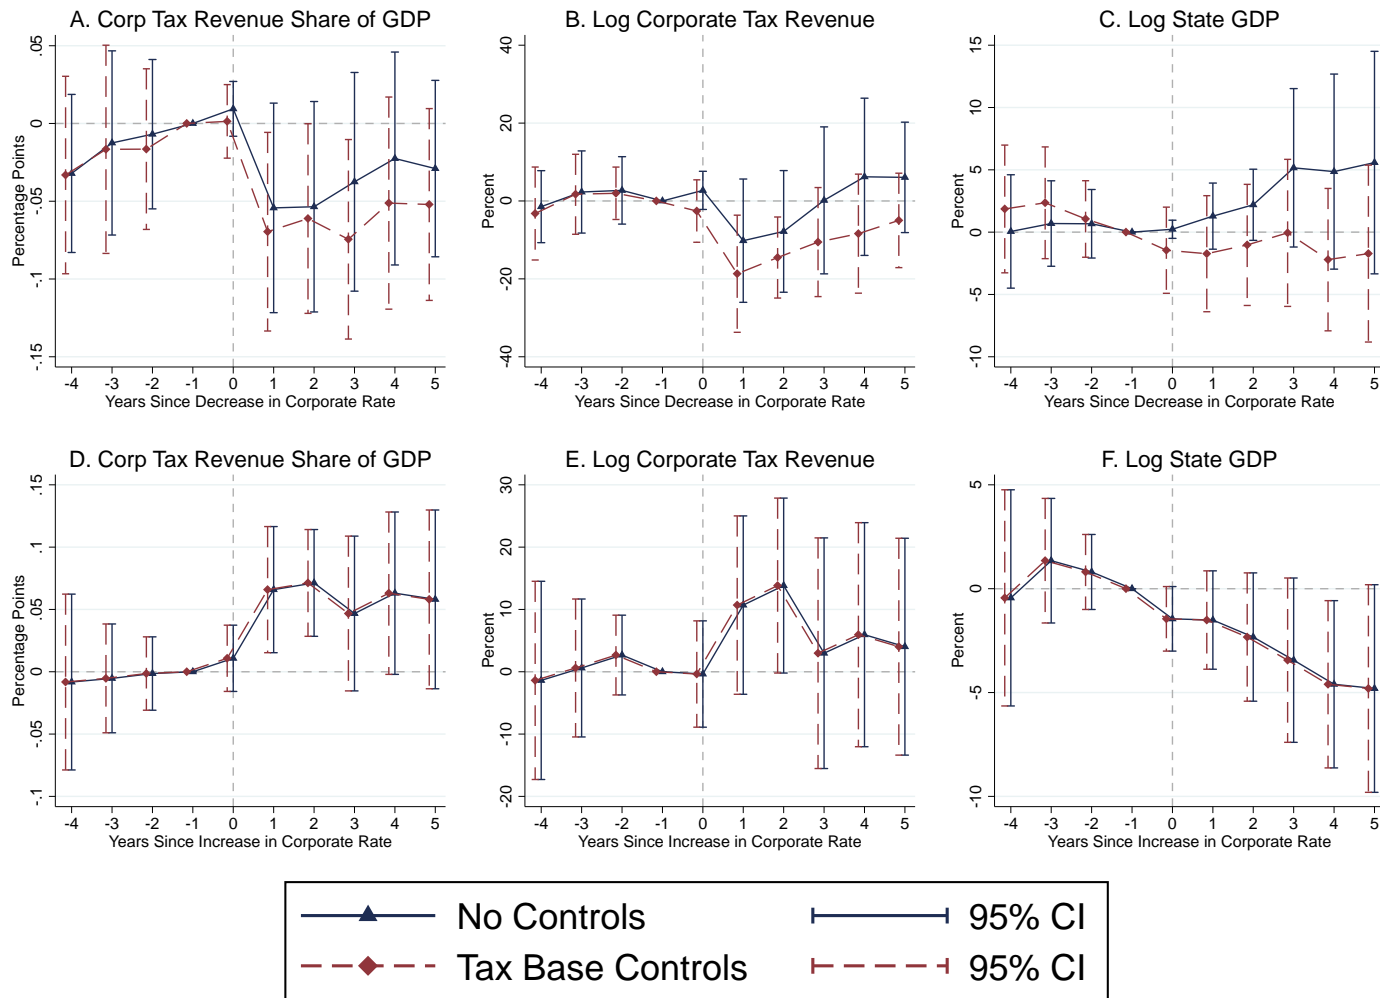 A. Corp Tax Revenue Share of GDP
Percentage Points
.05
0
-.05
-.1
-.15
-4 -3 -2 -1 0 1 2 3 4 5
Years Since Decrease in Corporate Rate
B. Log Corporate Tax Revenue
Percent
40
20
0
-20
-40
-4 -3 -2 -1 0 1 2 3 4 5
Years Since Decrease in Corporate Rate
C. Log State GDP
Percent
15
10
5
0
-5
-10
-4 -3 -2 -1 0 1 2 3 4 5
Years Since Decrease in Corporate Rate
D. Corp Tax Revenue Share of GDP
Percentage Points
.15
.1
.05
0
-.05
-.1
-4 -3 -2 -1 0 1 2 3 4 5
Years Since Increase in Corporate Rate
E. Log Corporate Tax Revenue
Percent
30
20
10
0
-10
-20
-4 -3 -2 -1 0 1 2 3 4 5
Years Since Increase in Corporate Rate
F. Log State GDP
Percent
5
0
-5
-10
-4 -3 -2 -1 0 1 2 3 4 5
Years Since Increase in Corporate Rate
No Controls 95% CI
Tax Base Controls 95% CI